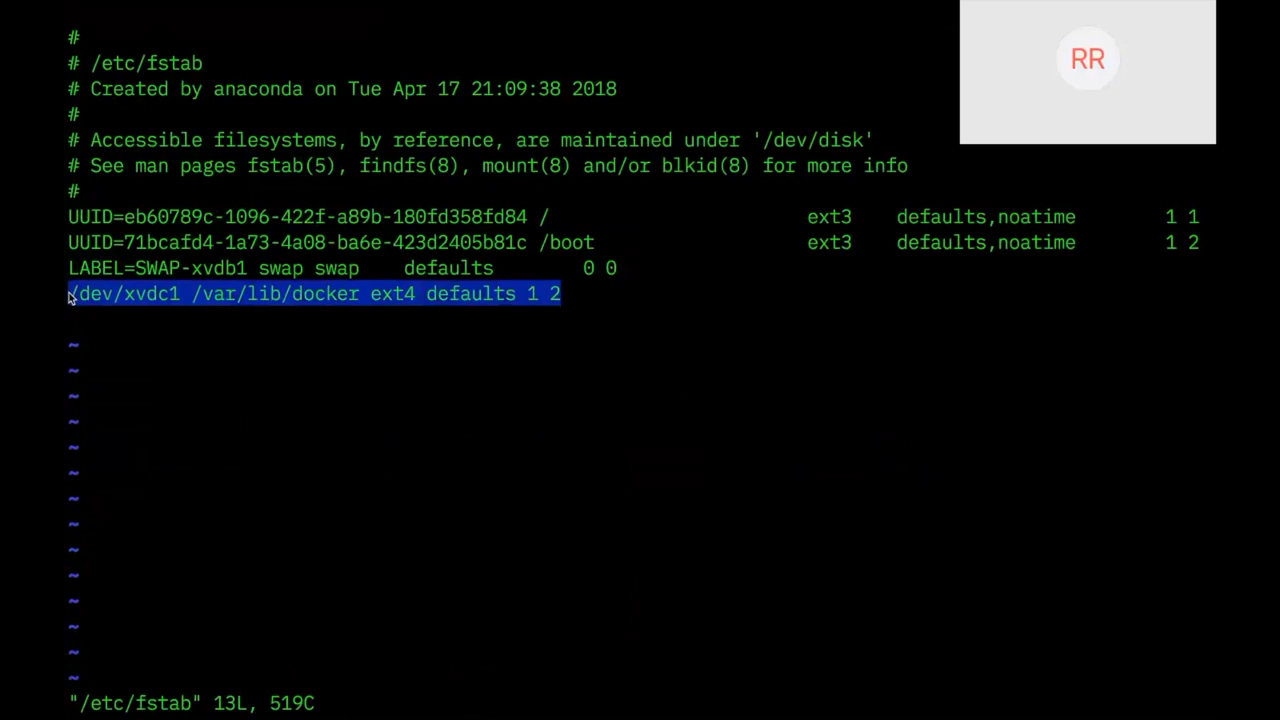 #
# /etc/fstab
# Created by anaconda on Tue Apr 17 21:09:38 2018
#
# Accessible filesystems, by reference, are maintained under '/dev/disk'
# See man pages fstab(5), findfs(8), mount(8) and/or blkid(8) for more info
#
UUID=eb60789c-1096-422f-a89b-180fd358fd84 / ext3 defaults,noatime 1 1
UUID=71bcafd4-1a73-4a08-ba6e-423d2405b81c /boot ext3 defaults,noatime 1 2
LABEL=SWAP-xvdb1 swap swap defaults 0 0
/dev/xvdc1 /var/lib/docker ext4 defaults 1 2
~
~
~
~
~
~
~
~
~
~
~
~
~
~
"/etc/fstab" 13L, 519C
RR